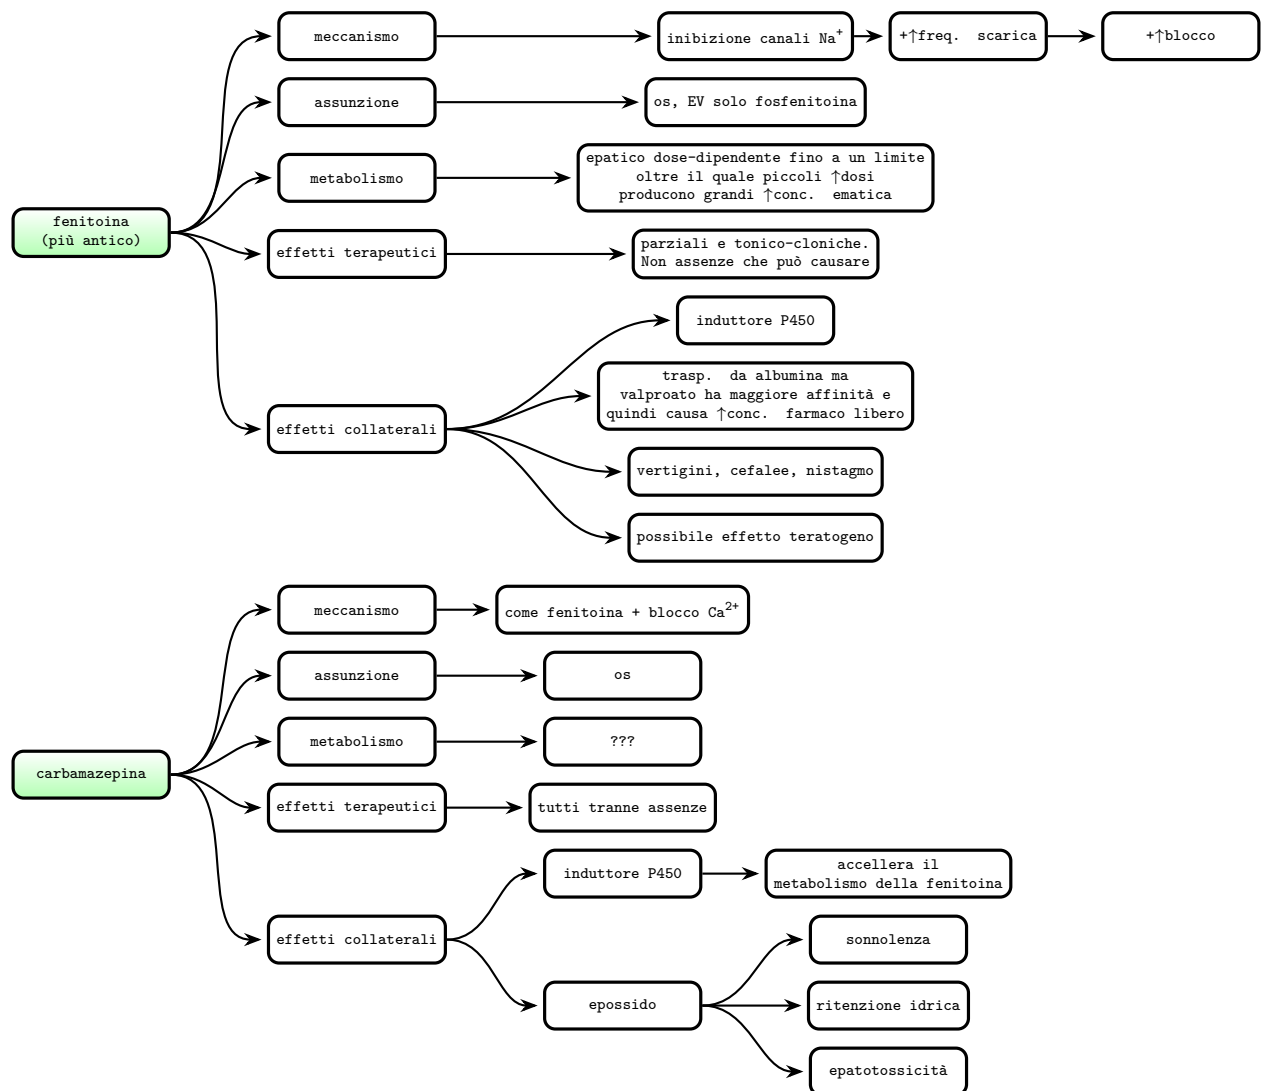 fenitoina
(più antico)
meccanismo
inibizione canali Na⁺
+↑freq. scarica
+↑blocco
assunzione
os, EV solo fosfenitoina
metabolismo
epatico dose-dipendente fino a un limite
oltre il quale piccoli ↑dosi
producono grandi ↑conc. ematica
effetti terapeutici
parziali e tonico-cloniche.
Non assenze che può causare
effetti collaterali
induttore P450
trasp. da albumina ma
valproato ha maggiore affinità e
quindi causa ↑conc. farmaco libero
vertigini, cefalee, nistagmo
possibile effetto teratogeno
carbamazepina
meccanismo
come fenitoina + blocco Ca²⁺
assunzione
os
metabolismo
???
effetti terapeutici
tutti tranne assenze
effetti collaterali
induttore P450
accellera il
metabolismo della fenitoina
epossido
sonnolenza
ritenzione idrica
epatotossicità